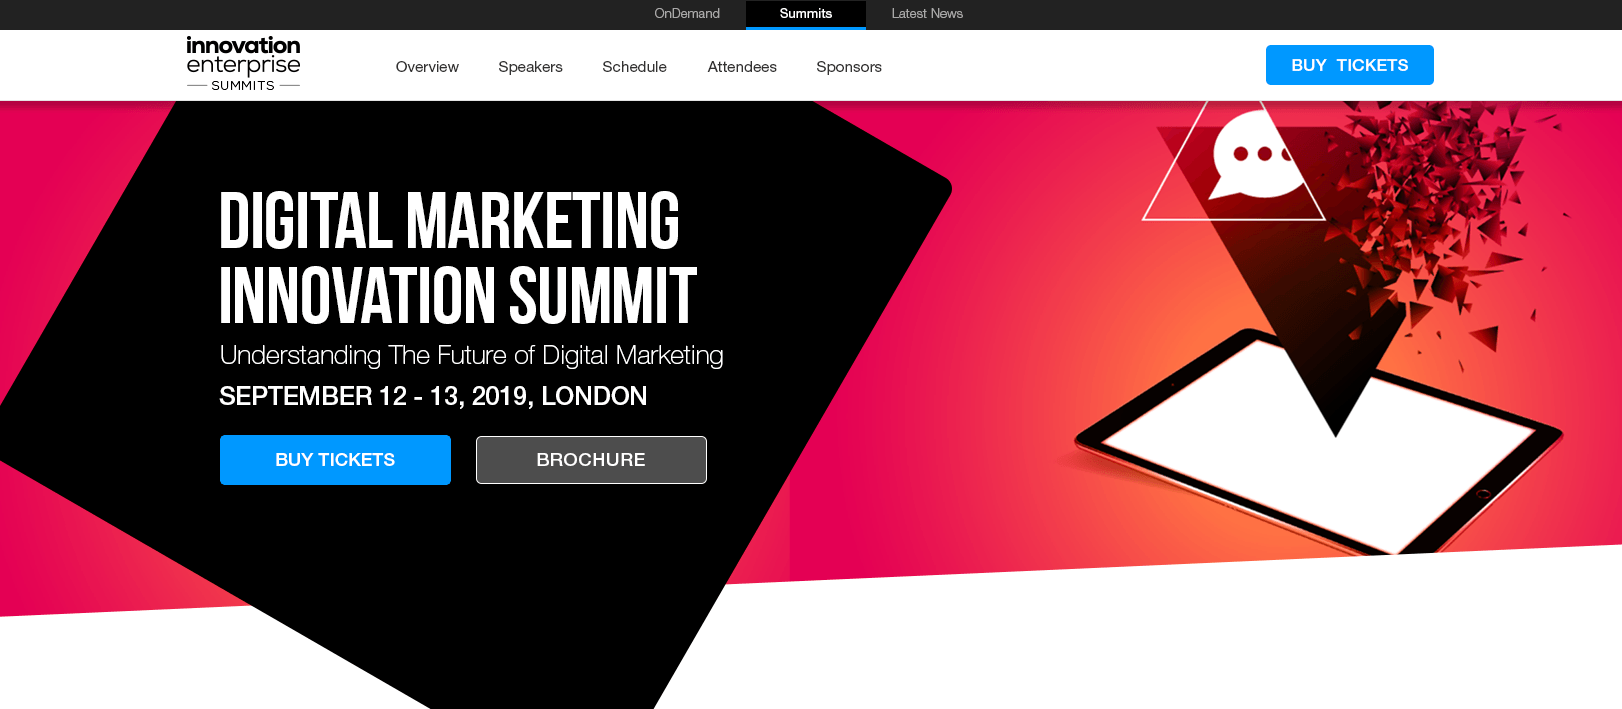 OnDemand
Summits
Latest News
innovation
enterprise
SUMMITS
Overview
Speakers
Schedule
Attendees
Sponsors
BUY TICKETS
DIGITAL MARKETING
INNOVATION SUMMIT
Understanding The Future of Digital Marketing
SEPTEMBER 12 - 13, 2019, LONDON
BUY TICKETS
BROCHURE